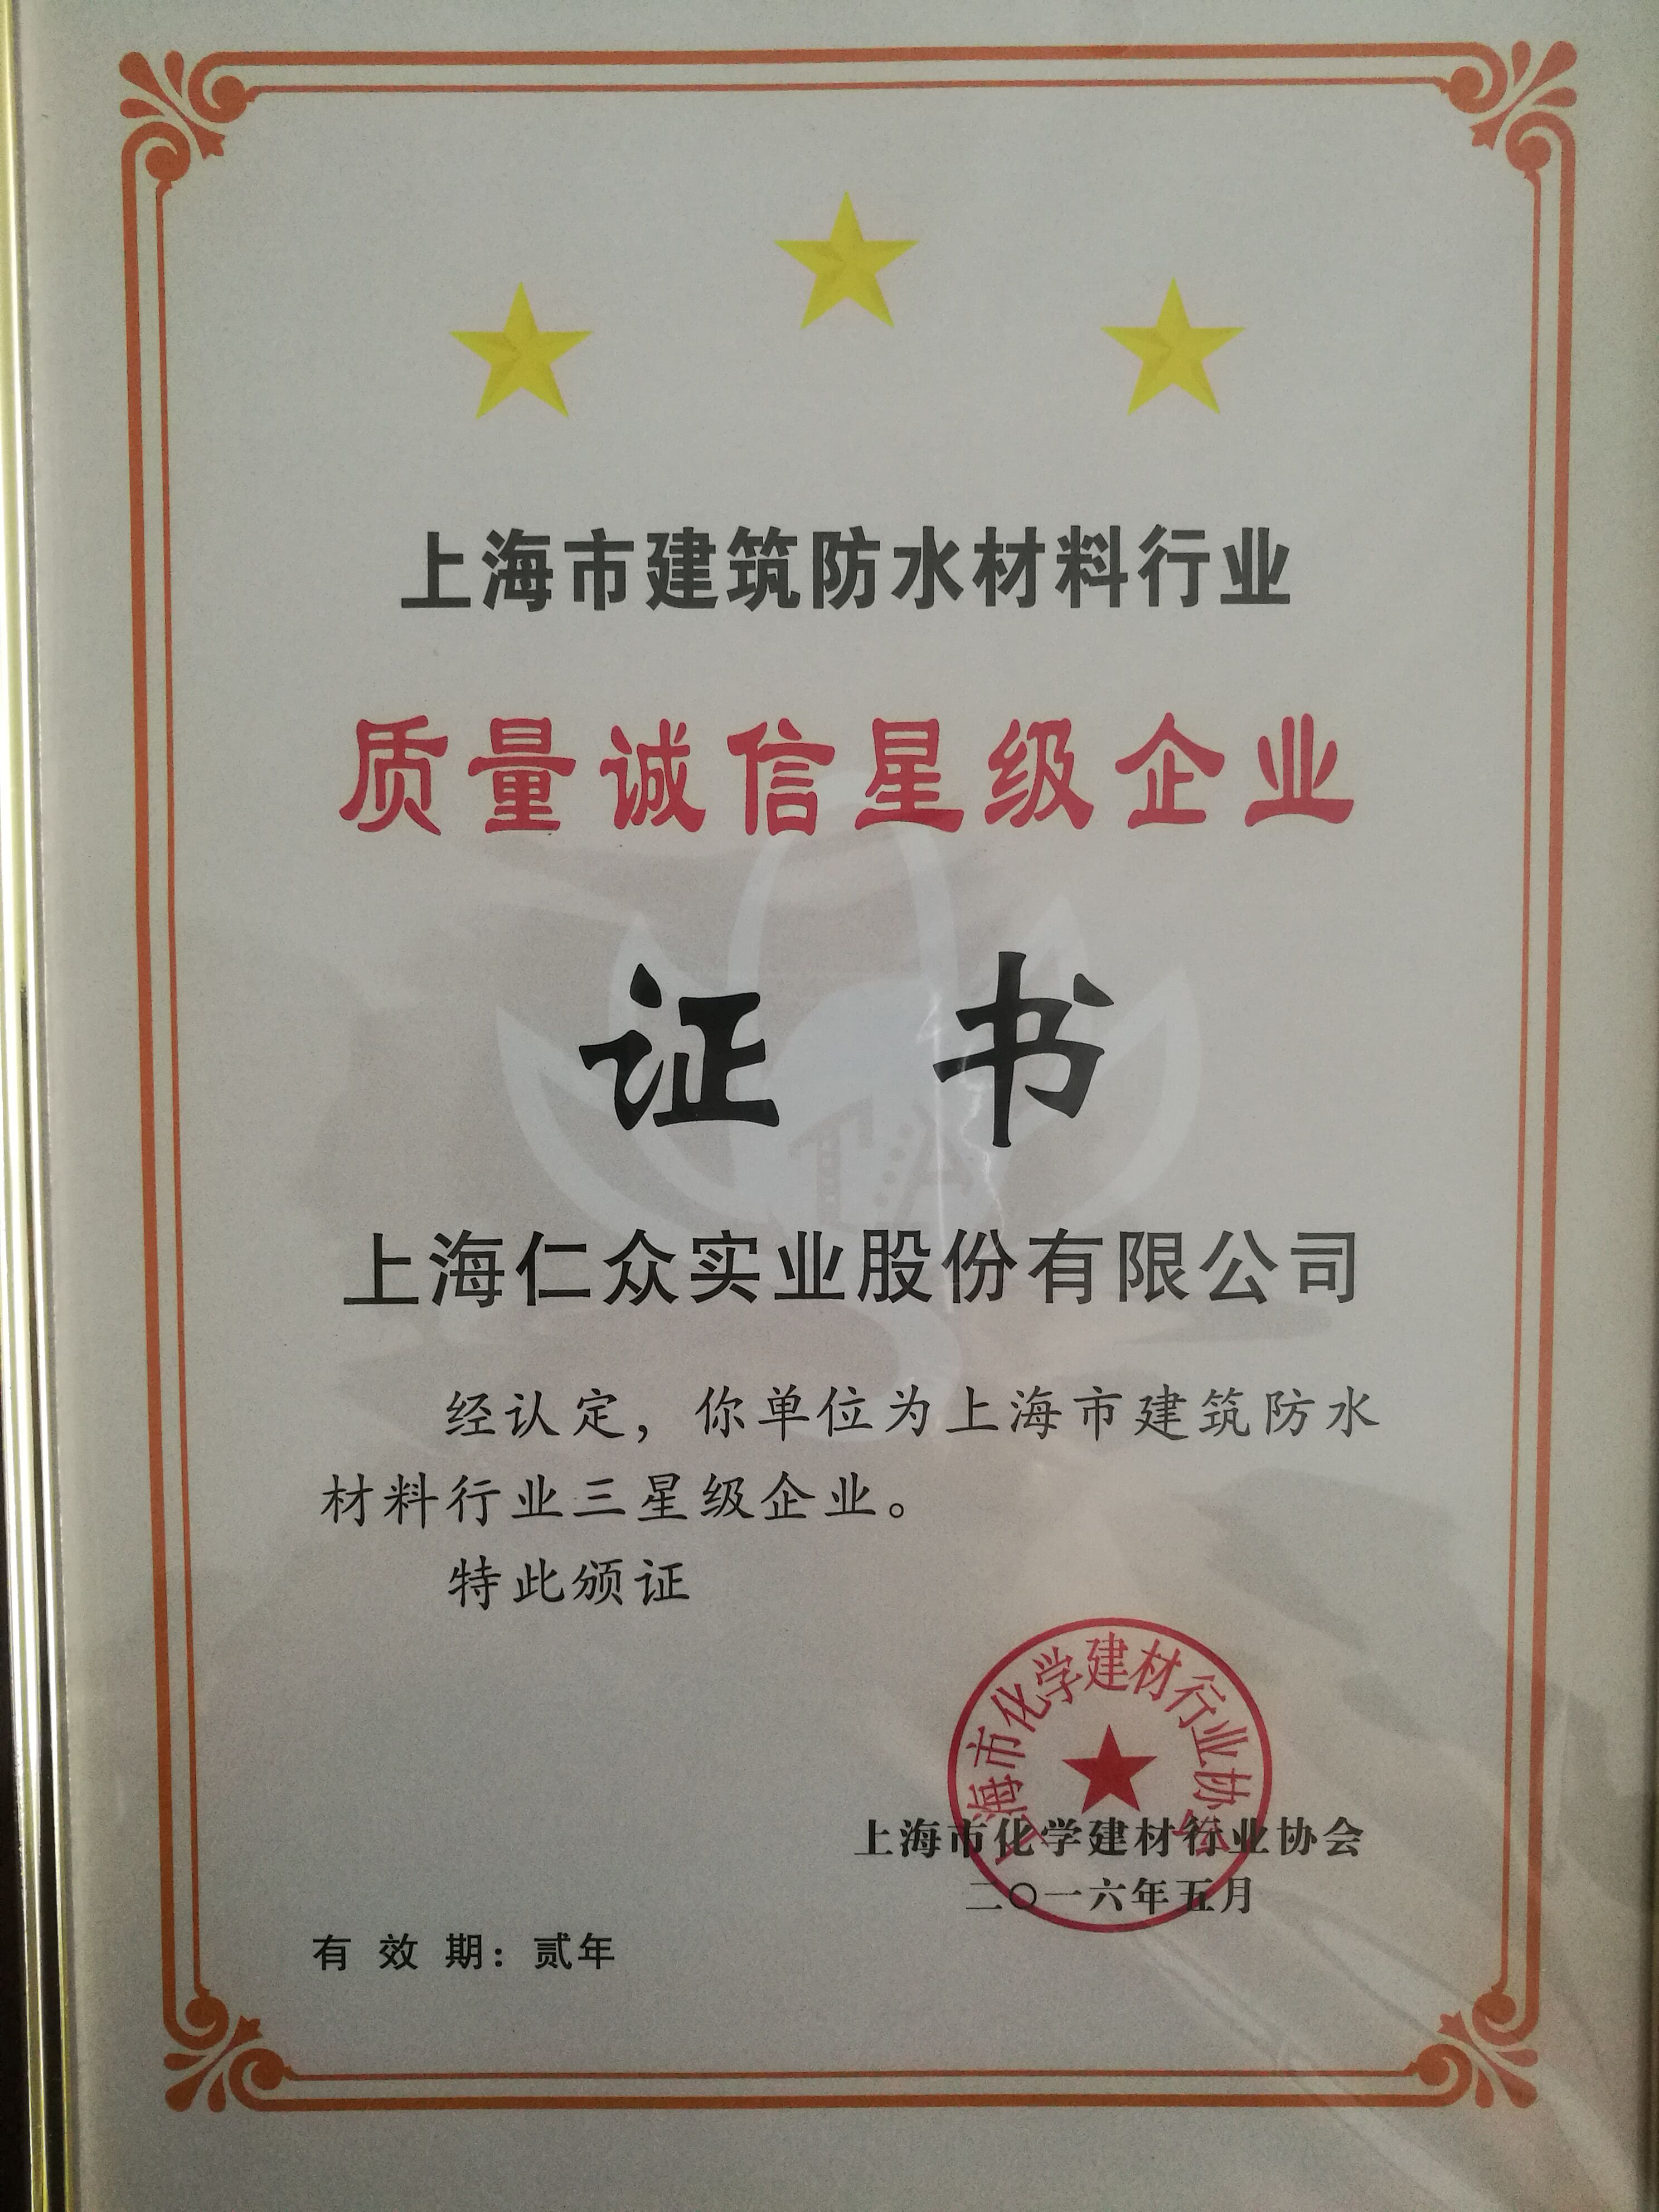 上海市建筑防水材料行业
质量诚信星级企业
证 书
上海仁众实业股份有限公司
经认定，你单位为上海市建筑防水
材料行业三星级企业。
特此颁证
上海市化学建材行业协会
上海市化学建材行业协会
二〇一六年五月
有 效 期：贰年